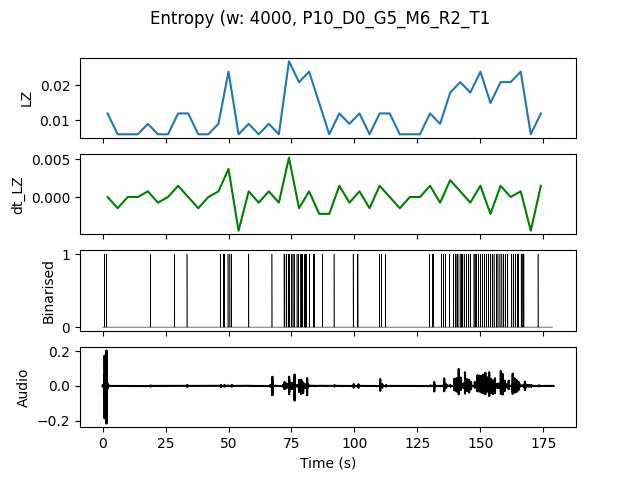 Entropy (w: 4000, P10_D0_G5_M6_R2_T1
LZ
0.02
0.01
dt_LZ
0.005
0.000
Binarised
1
0
Audio
0.2
0.0
−0.2
0 25 50 75 100 125 150 175
Time (s)